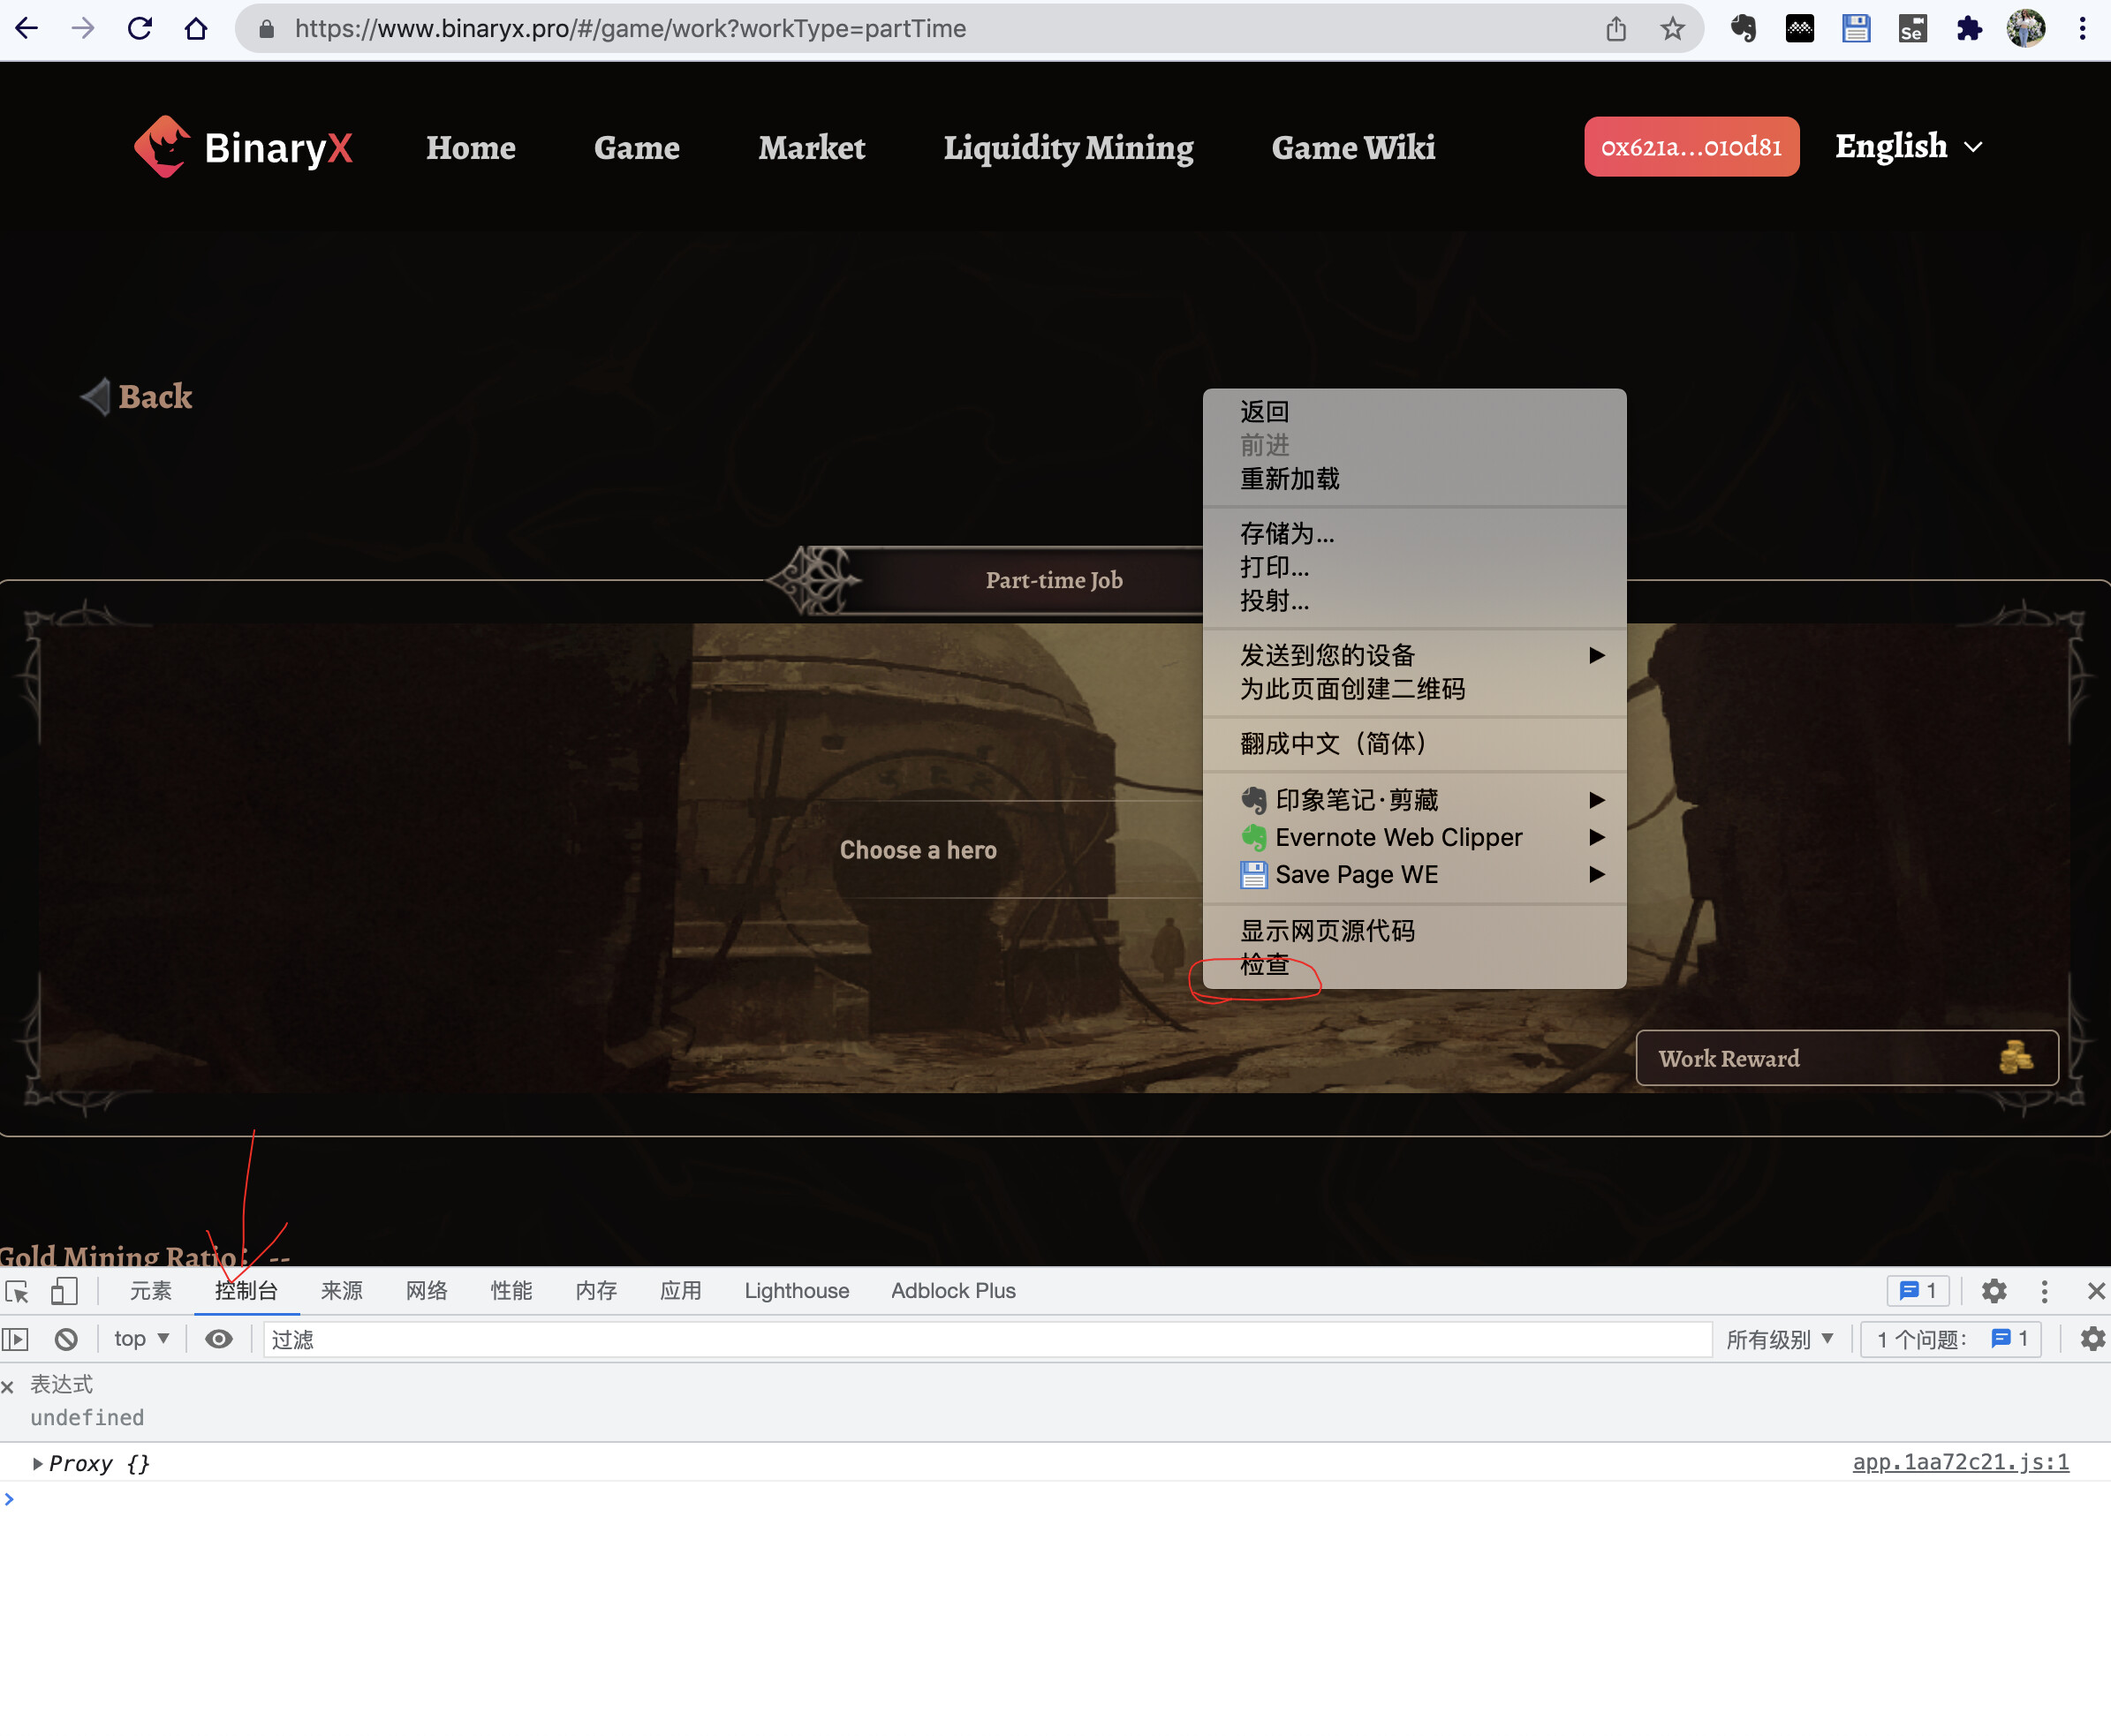 https://www.binaryx.pro/#/game/work?workType=partTime
Se
BinaryX
Home
Game
Market
Liquidity Mining
Game Wiki
0x621a...010d81
English
Back
返回
前进
重新加载
存储为...
打印...
投射...
发送到您的设备
为此页面创建二维码
翻成中文（简体）
印象笔记·剪藏
Evernote Web Clipper
Save Page WE
显示网页源代码
检查
Part-time Job
Choose a hero
Work Reward
Gold Mining Ratio： --
元素
控制台
来源
网络
性能
内存
应用
Lighthouse
Adblock Plus
1
top
过滤
所有级别
1 个问题：
1
表达式
undefined
Proxy {}
app.1aa72c21.js:1